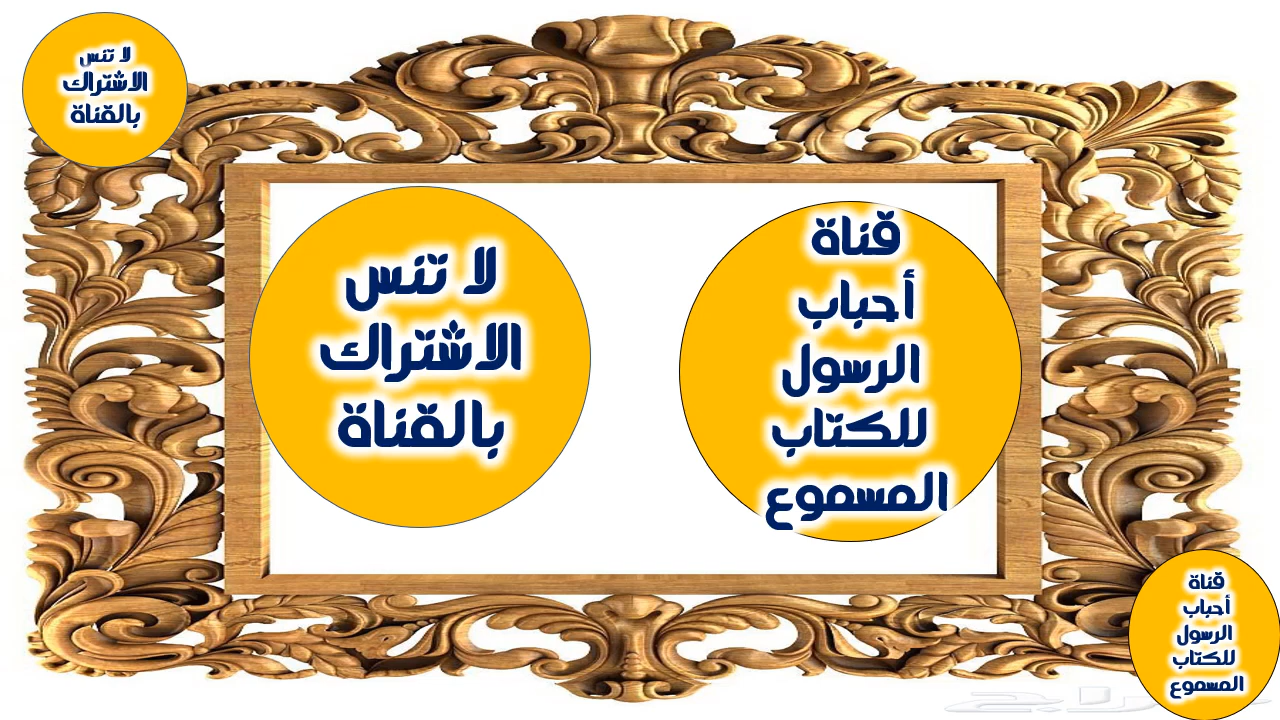 لا تنس
الاشتراك
بالقناة
قناة
أحباب
الرسول
للكتاب
المسموع
لا تنس
الاشتراك
بالقناة
قناة
أحباب
الرسول
للكتاب
المسموع